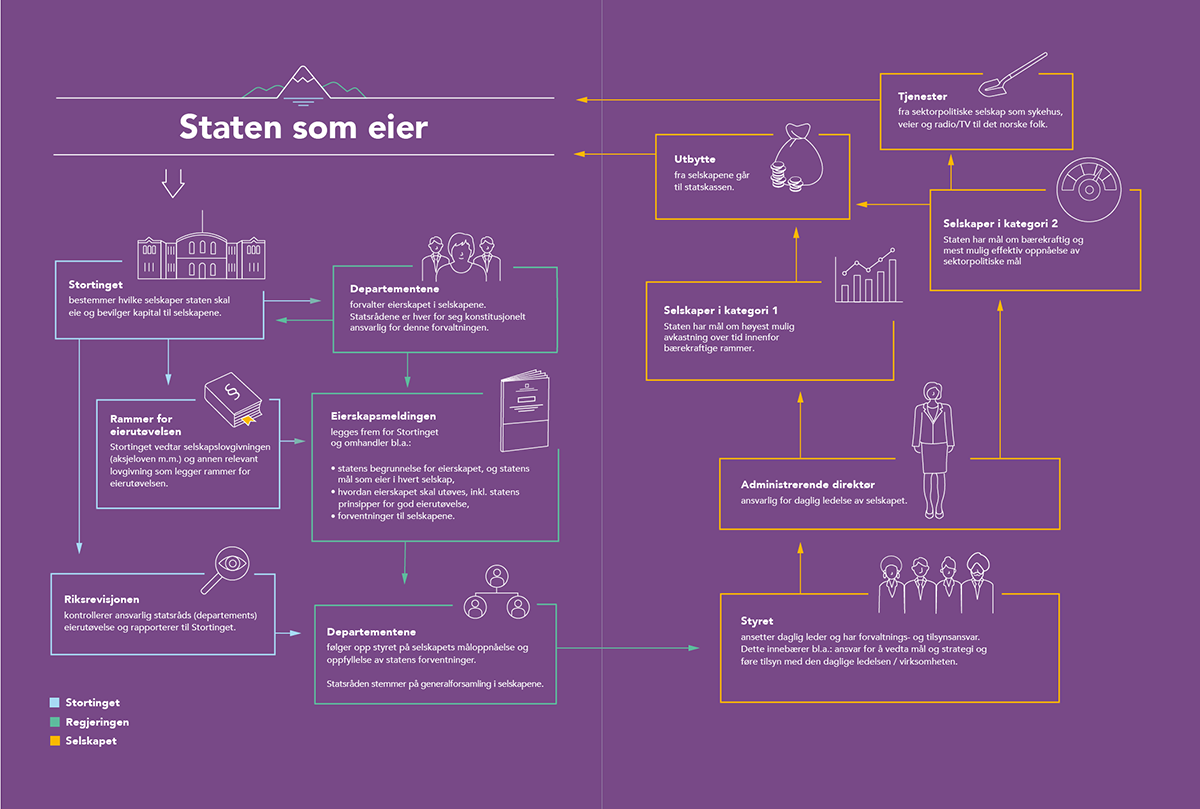 Staten som eier
Stortinget
bestemmer hvilke selskaper staten skal
eie og bevilger kapital til selskapene.
Departementene
forvalter eierskapet i selskapene.
Statsrådene er hver for seg konstitusjonelt
ansvarlig for denne forvaltningen.
Rammer for
eierutøvelsen
Stortinget vedtar selskapslovgivningen
(aksjeloven m.m.) og annen relevant
lovgivning som legger rammer for
eierutøvelsen.
§
Eierskapsmeldingen
legges frem for Stortinget
og omhandler bl.a.:
• statens begrunnelse for eierskapet, og statens
mål som eier i hvert selskap,
• hvordan eierskapet skal utøves, inkl. statens
prinsipper for god eierutøvelse,
• forventninger til selskapene.
Riksrevisjonen
kontrollerer ansvarlig statsråds (departements)
eierutøvelse og rapporterer til Stortinget.
Departementene
følger opp styret på selskapets måloppnåelse og
oppfyllelse av statens forventninger.
Statsråden stemmer på generalforsamling i selskapene.
Stortinget
Regjeringen
Selskapet
Tjenester
fra sektorpolitiske selskap som sykehus,
veier og radio/TV til det norske folk.
Utbytte
fra selskapene går
til statskassen.
Selskaper i kategori 2
Staten har mål om bærekraftig og
mest mulig effektiv oppnåelse av
sektorpolitiske mål
Selskaper i kategori 1
Staten har mål om høyest mulig
avkastning over tid innenfor
bærekraftige rammer.
Administrerende direktør
ansvarlig for daglig ledelse av selskapet.
Styret
ansetter daglig leder og har forvaltnings- og tilsynsansvar.
Dette innebærer bl.a.: ansvar for å vedta mål og strategi og
føre tilsyn med den daglige ledelsen / virksomheten.